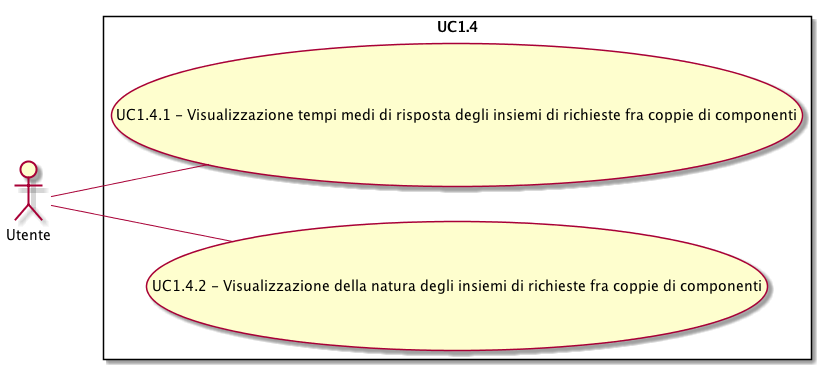 UC1.4
UC1.4.1 - Visualizzazione tempi medi di risposta degli insiemi di richieste fra coppie di componenti
Utente
UC1.4.2 - Visualizzazione della natura degli insiemi di richieste fra coppie di componenti